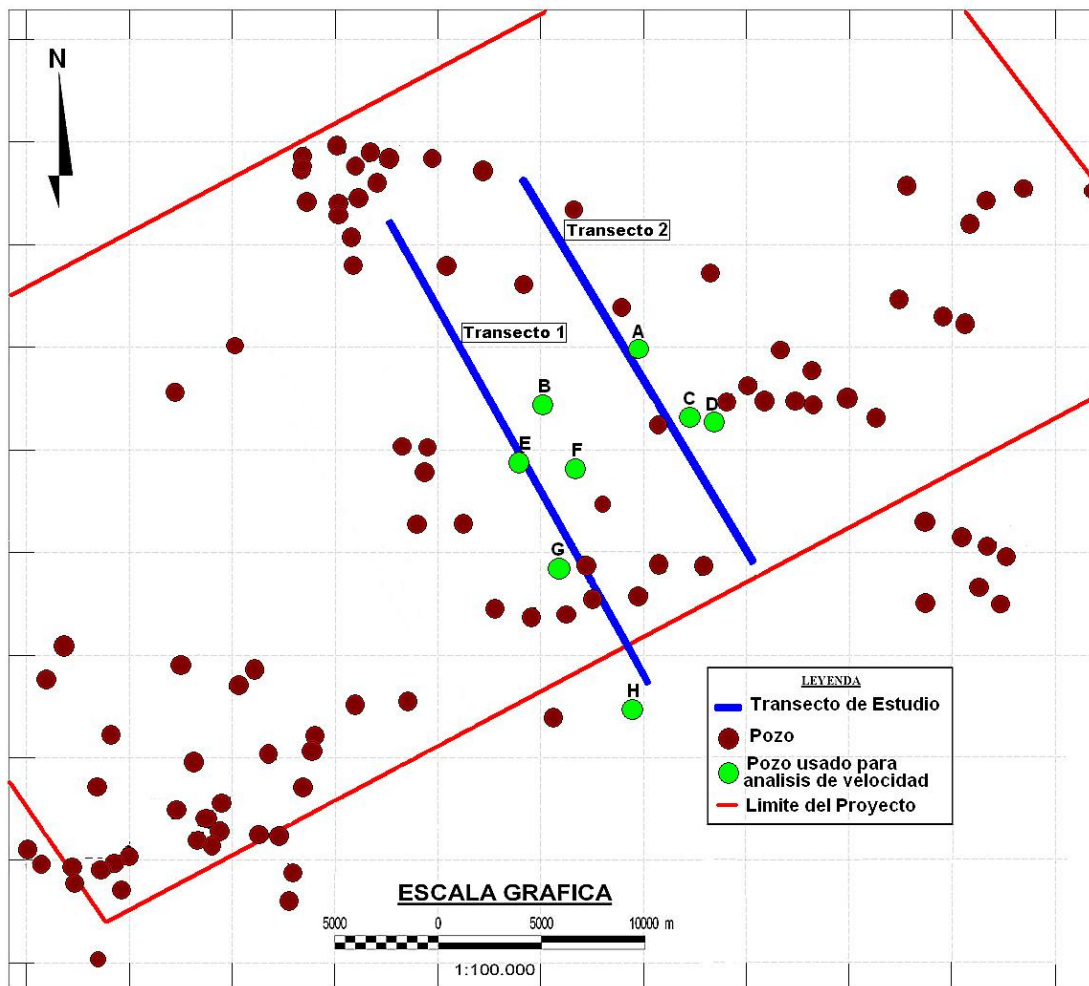 N
Transecto 2
Transecto 1
A
B
C
D
E
F
G
H
LEYENDA
Transecto de Estudio
Pozo
Pozo usado para
analisis de velocidad
Limite del Proyecto
ESCALA GRAFICA
5000 0 5000 10000 m
1:100.000